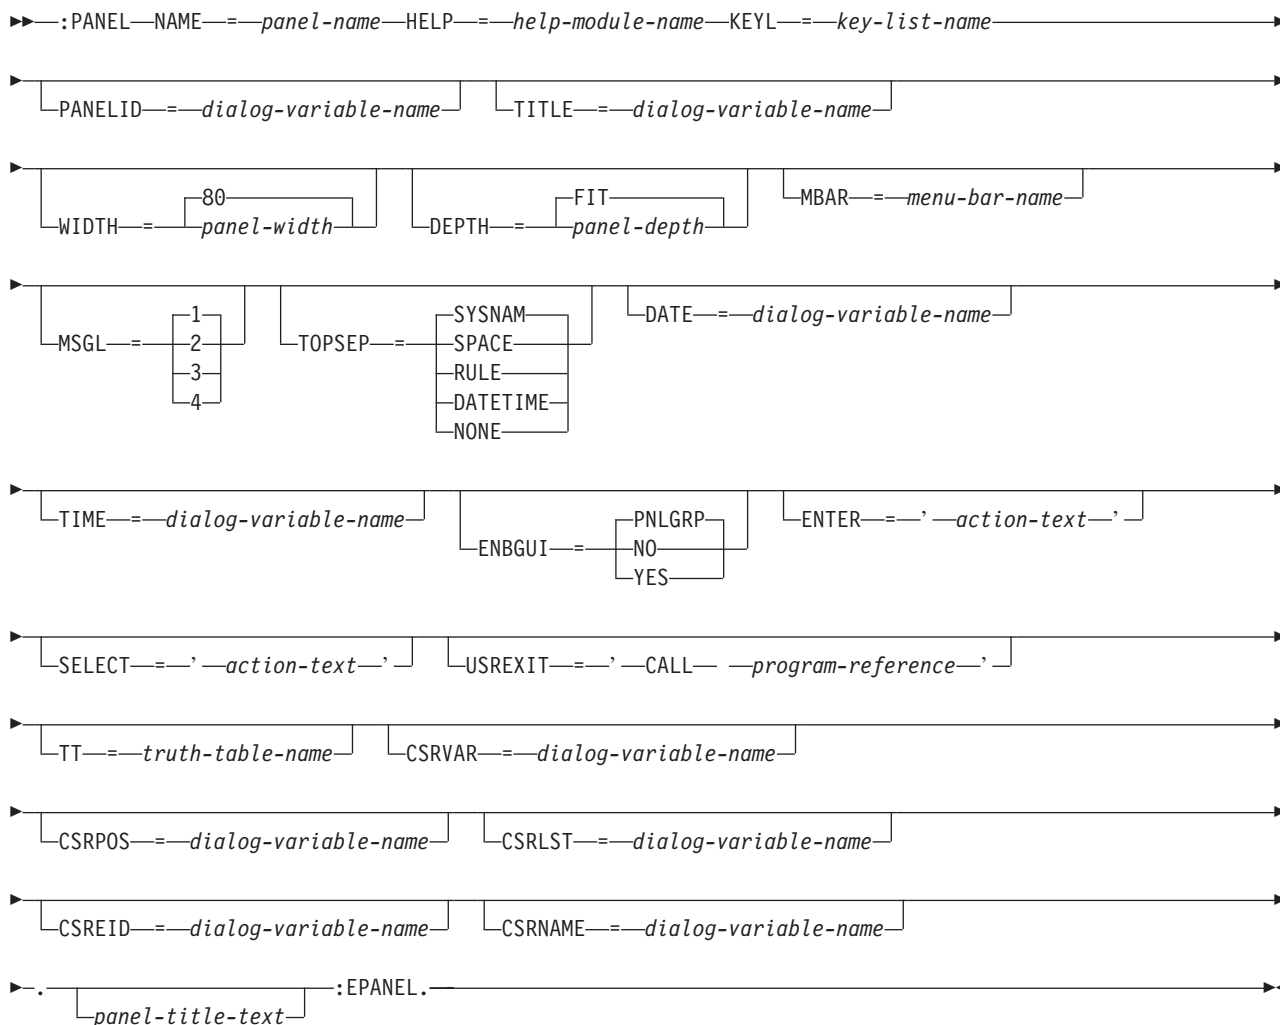 :PANEL NAME = panel-name HELP = help-module-name KEYL = key-list-name
PANELID = dialog-variable-name TITLE = dialog-variable-name
80 FIT MBAR = menu-bar-name
WIDTH = panel-width DEPTH = panel-depth
1 SYSNAM DATE = dialog-variable-name
MSGL = 2 TOPSEP = SPACE
3 RULE
4 DATETIME
NONE
TIME = dialog-variable-name PNLGRP ENTER = ' action-text '
ENBGUI = NO
YES
SELECT = ' action-text ' USREXIT = ' CALL program-reference '
TT = truth-table-name CSRVAR = dialog-variable-name
CSRPOS = dialog-variable-name CSRLST = dialog-variable-name
CSREID = dialog-variable-name CSRNAME = dialog-variable-name
. :EPANEL.
panel-title-text